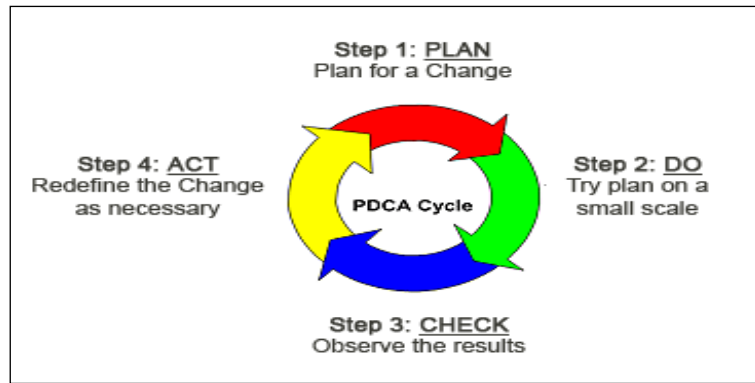 Step 1: PLAN
Plan for a Change
Step 2: DO
Try plan on a
small scale
Step 3: CHECK
Observe the results
Step 4: ACT
Redefine the Change
as necessary
PDCA Cycle